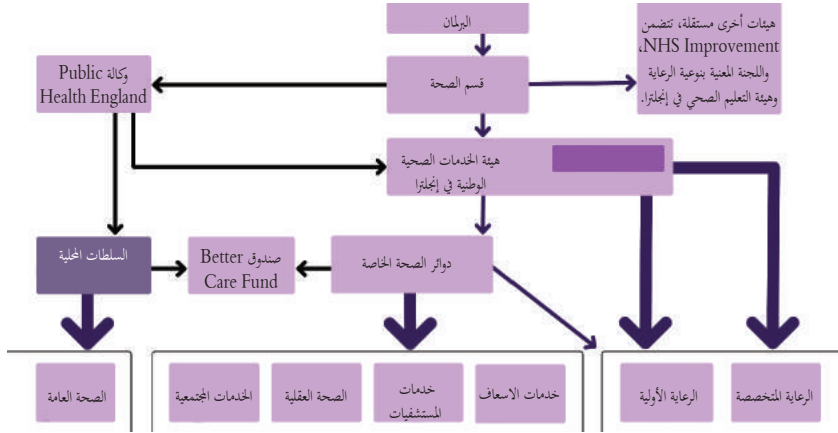 البرلمان
هيئات أخرى مستقلة، تتضمن
NHS Improvement،
واللجنة المعنية بنوعية الرعاية
وهيئة التعليم الصحي في إنجلترا.
قسم الصحة
وكالة Public
Health England
هيئة الخدمات الصحية
الوطنية في إنجلترا
دوائر الصحة الخاصة
صندوق Better
Care Fund
السلطات المحلية
الرعاية المتخصصة
الرعاية الأولية
خدمات الاسعاف
خدمات
المستشفيات
الصحة العقلية
الخدمات المجتمعية
الصحة العامة